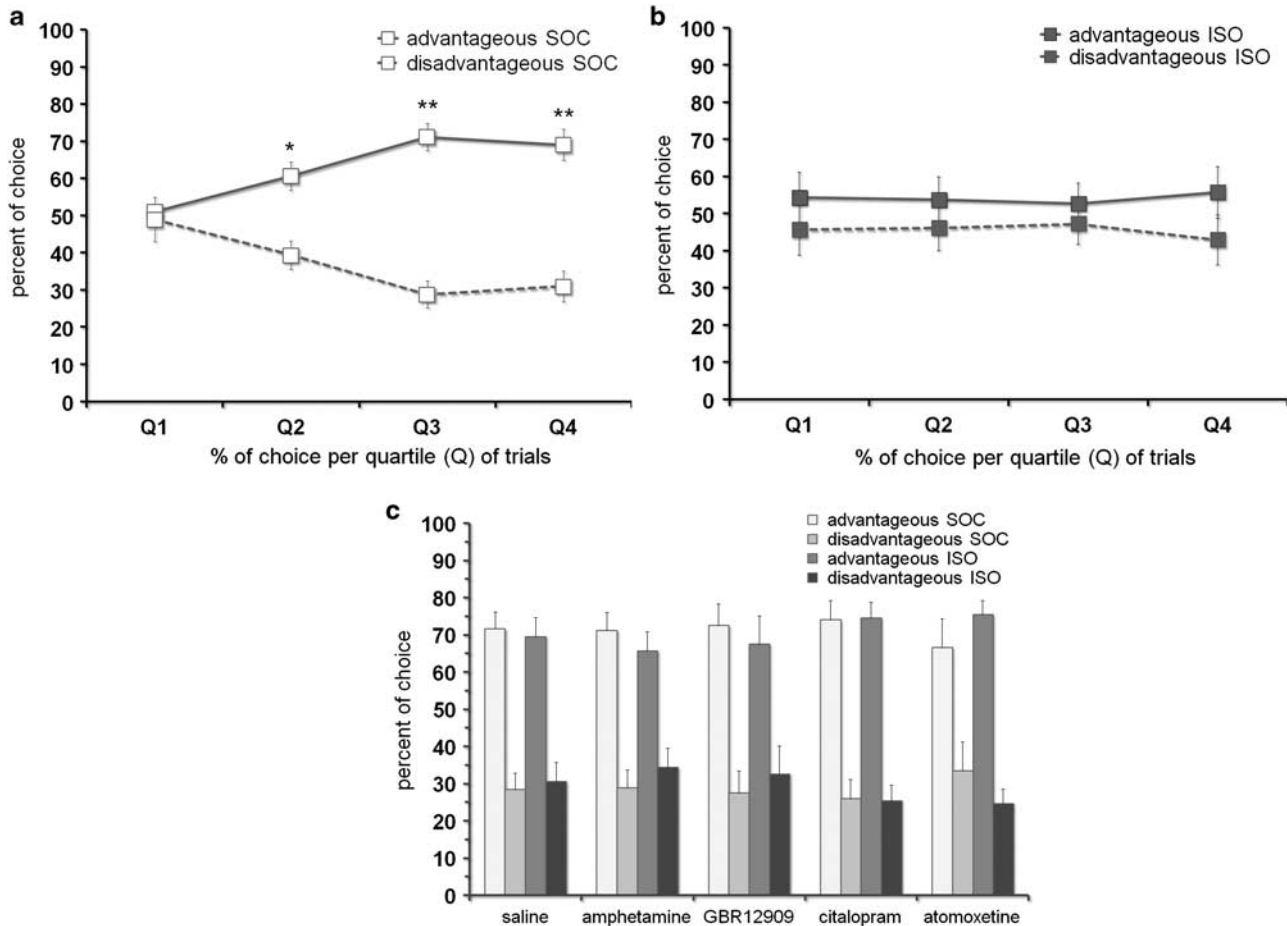 a
advantageous SOC
disadvantageous SOC
100
90
80
70
60
50
40
30
20
10
0
percent of choice
*
**
**
Q1 Q2 Q3 Q4
% of choice per quartile (Q) of trials
b
advantageous ISO
disadvantageous ISO
100
90
80
70
60
50
40
30
20
10
0
percent of choice
Q1 Q2 Q3 Q4
% of choice per quartile (Q) of trials
c
advantageous SOC
disadvantageous SOC
advantageous ISO
disadvantageous ISO
100
90
80
70
60
50
40
30
20
10
0
percent of choice
saline amphetamine GBR12909 citalopram atomoxetine